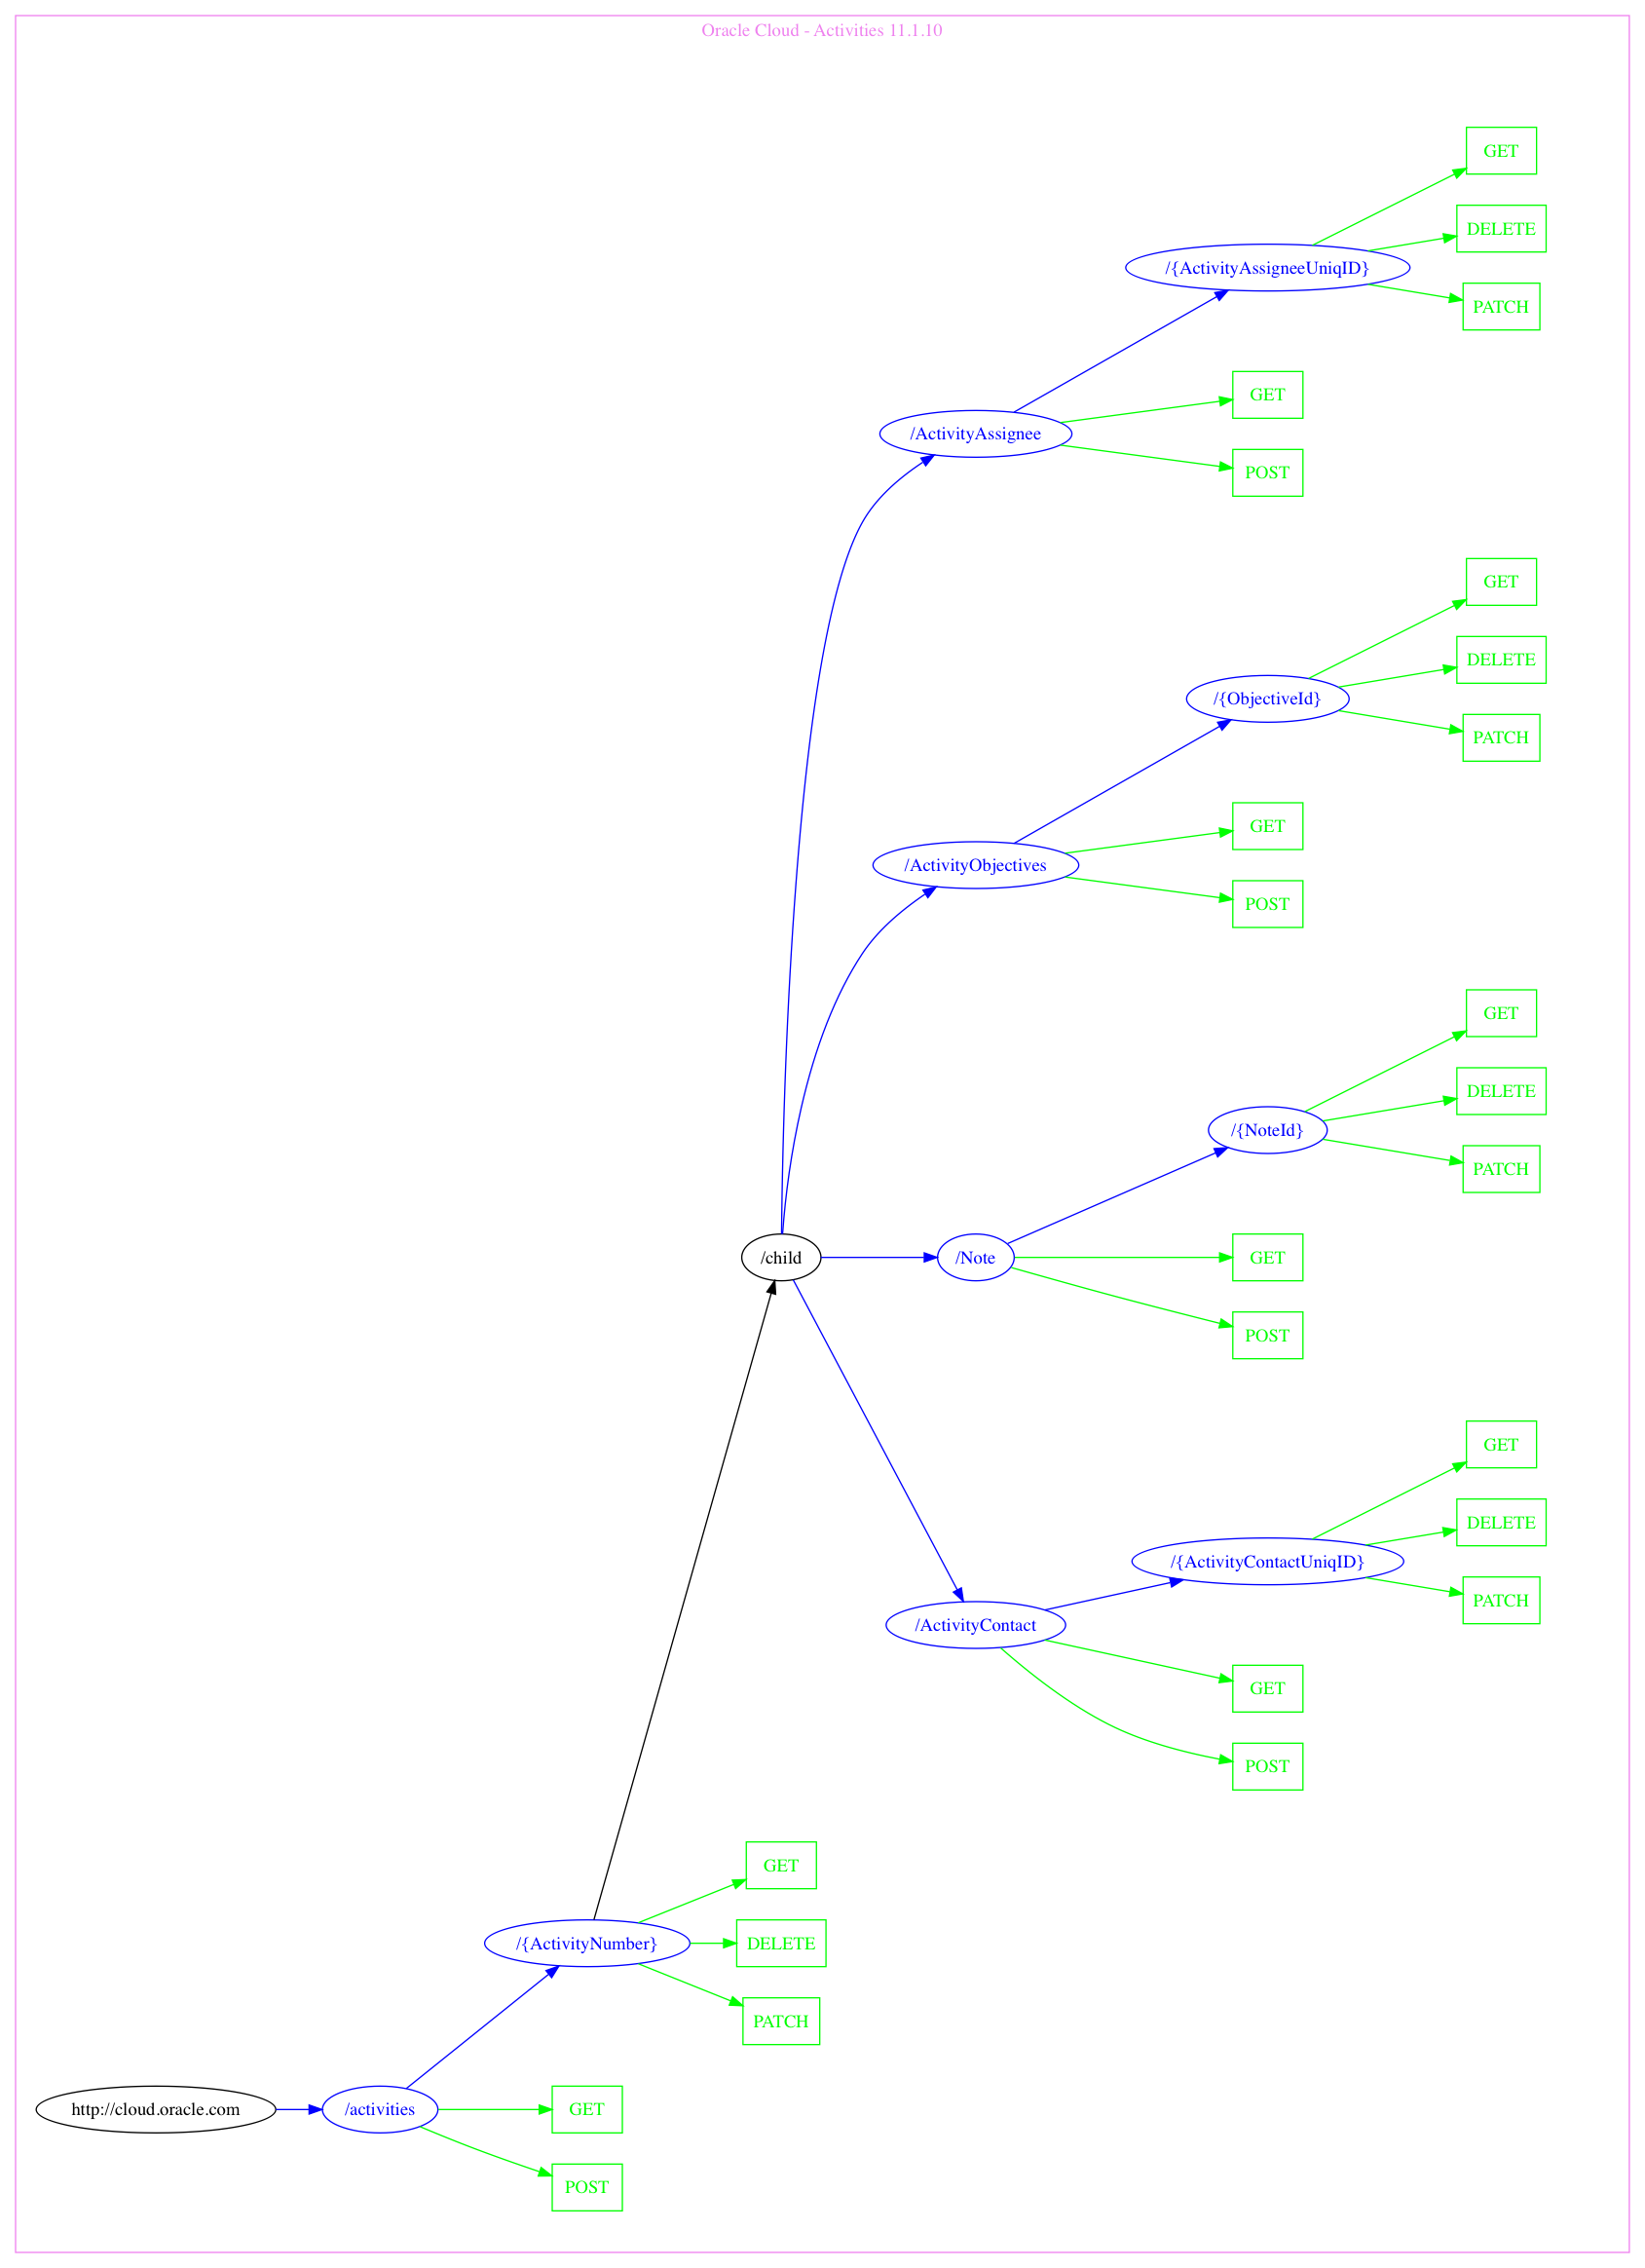 Oracle Cloud - Activities 11.1.10
GET
DELETE
/{ActivityAssigneeUniqID}
PATCH
GET
/ActivityAssignee
POST
GET
DELETE
/{ObjectiveId}
PATCH
GET
/ActivityObjectives
POST
GET
DELETE
/{NoteId}
PATCH
/child
/Note
GET
POST
GET
DELETE
/{ActivityContactUniqID}
PATCH
/ActivityContact
GET
POST
GET
/{ActivityNumber}
DELETE
PATCH
http://cloud.oracle.com
/activities
GET
POST